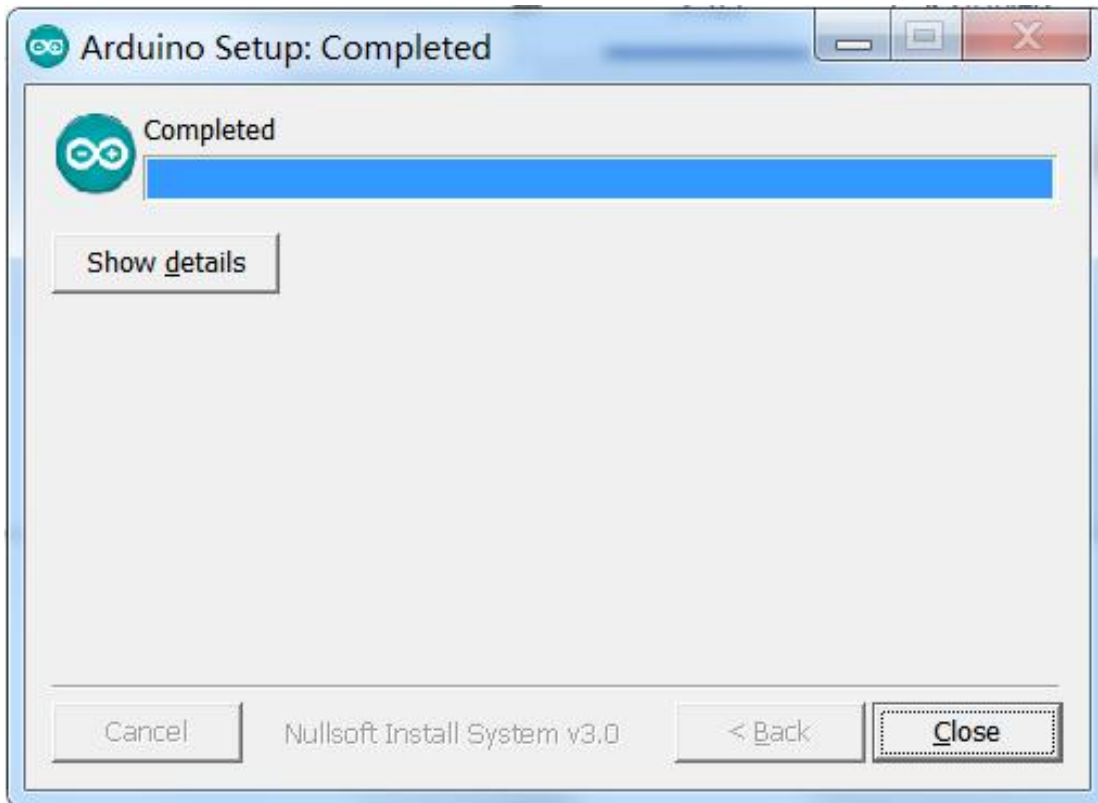 Arduino Setup: Completed
Completed
Show details
Cancel
Nullsoft Install System v3.0
< Back
Close